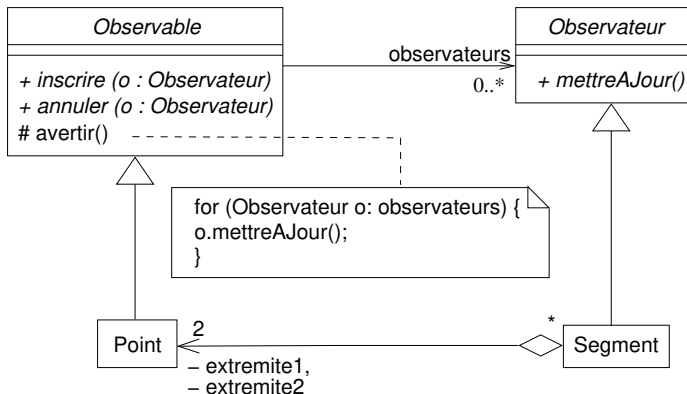 Observable
+ inscrire (o : Observateur)
+ annuler (o : Observateur)
# avertir()
observateurs
0..*
Observateur
+ mettreAJour()
for (Observateur o: observateurs) {
o.mettreAJour();
}
Point
2
– extremite1,
– extremite2
*
Segment